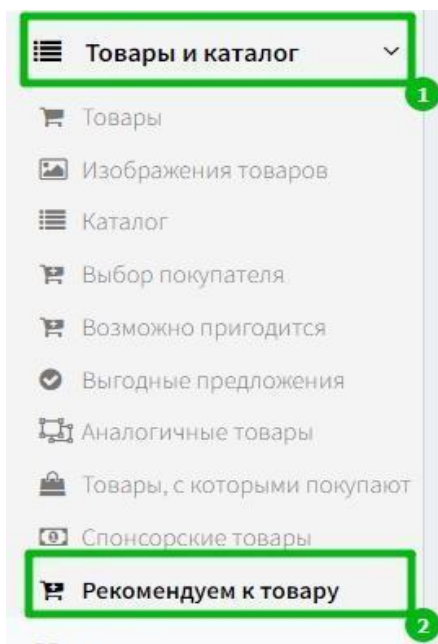 Товары и каталог
1
Товары
Изображения товаров
Каталог
Выбор покупателя
Возможно пригодится
Выгодные предложения
Аналогичные товары
Товары, с которыми покупают
Спонсорские товары
Рекомендуем к товару
2